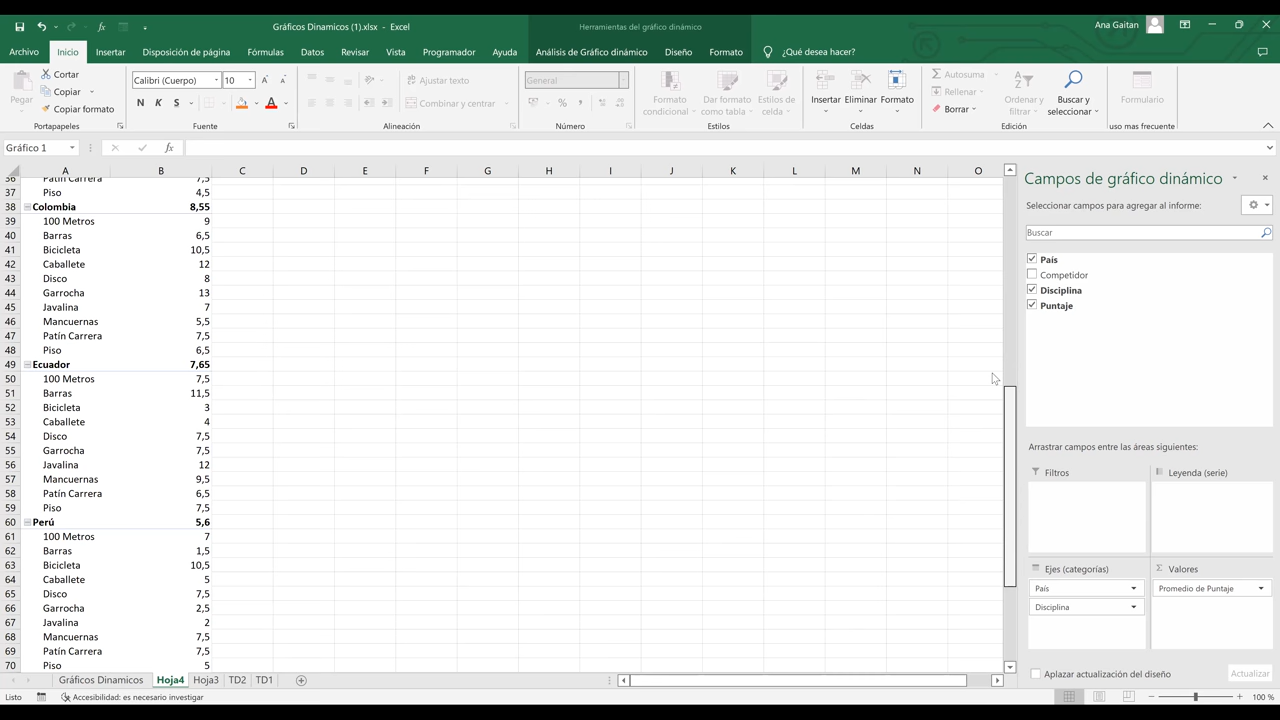 Gráficos Dinamicos (1).xlsx - Excel
Herramientas del gráfico dinámico
Ana Gaitan
Archivo Inicio Insertar Disposición de página Fórmulas Datos Revisar Vista Programador Ayuda Análisis de Gráfico dinámico Diseño Formato ¿Qué desea hacer?
Pegar
Cortar
Copiar
Copiar formato
Portapapeles
Calibri (Cuerpo) 10
N K S
Fuente
Ajustar texto
Combinar y centrar
Alineación
General
Número
Formato condicional
Dar formato como tabla
Estilos de celda
Estilos
Insertar Eliminar Formato
Celdas
Autosuma
Rellenar
Borrar
Ordenar y filtrar
Buscar y seleccionar
Edición
Formulario
uso mas frecuente
Gráfico 1 fx
A B C D E F G H I J K L M N O
36 Patín Carrera 7,5
37 Piso 4,5
38 Colombia 8,55
39 100 Metros 9
40 Barras 6,5
41 Bicicleta 10,5
42 Caballete 12
43 Disco 8
44 Garrocha 13
45 Javalina 7
46 Mancuernas 5,5
47 Patín Carrera 7,5
48 Piso 6,5
49 Ecuador 7,65
50 100 Metros 7,5
51 Barras 11,5
52 Bicicleta 3
53 Caballete 4
54 Disco 7,5
55 Garrocha 7,5
56 Javalina 12
57 Mancuernas 9,5
58 Patín Carrera 6,5
59 Piso 7,5
60 Perú 5,6
61 100 Metros 7
62 Barras 1,5
63 Bicicleta 10,5
64 Caballete 5
65 Disco 7,5
66 Garrocha 2,5
67 Javalina 2
68 Mancuernas 7,5
69 Patín Carrera 7,5
70 Piso 5
Campos de gráfico dinámico
Seleccionar campos para agregar al informe:
Buscar
País
Competidor
Disciplina
Puntaje
Arrastrar campos entre las áreas siguientes:
Filtros
Leyenda (serie)
Ejes (categorías)
País
Disciplina
Valores
Promedio de Puntaje
Aplazar actualización del diseño Actualizar
Gráficos Dinamicos Hoja4 Hoja3 TD2 TD1
Listo Accesibilidad: es necesario investigar 100 %